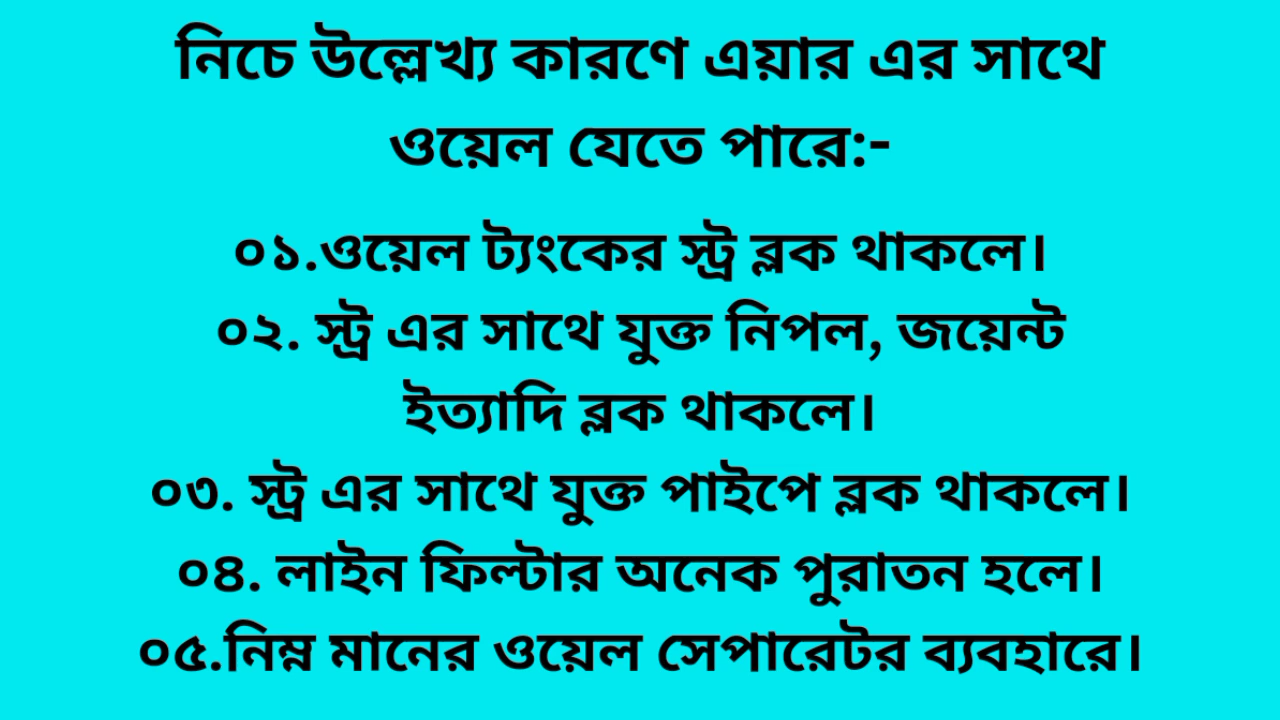 নিচে উল্লেখ্য কারণে এয়ার এর সাথে
ওয়েল যেতে পারে:-
০১.ওয়েল ট্যংকের স্ট্র ব্লক থাকলে।
০২. স্ট্র এর সাথে যুক্ত নিপল, জয়েন্ট
ইত্যাদি ব্লক থাকলে।
০৩. স্ট্র এর সাথে যুক্ত পাইপে ব্লক থাকলে।
০৪. লাইন ফিল্টার অনেক পুরাতন হলে।
০৫.নিম্ন মানের ওয়েল সেপারেটর ব্যবহারে।